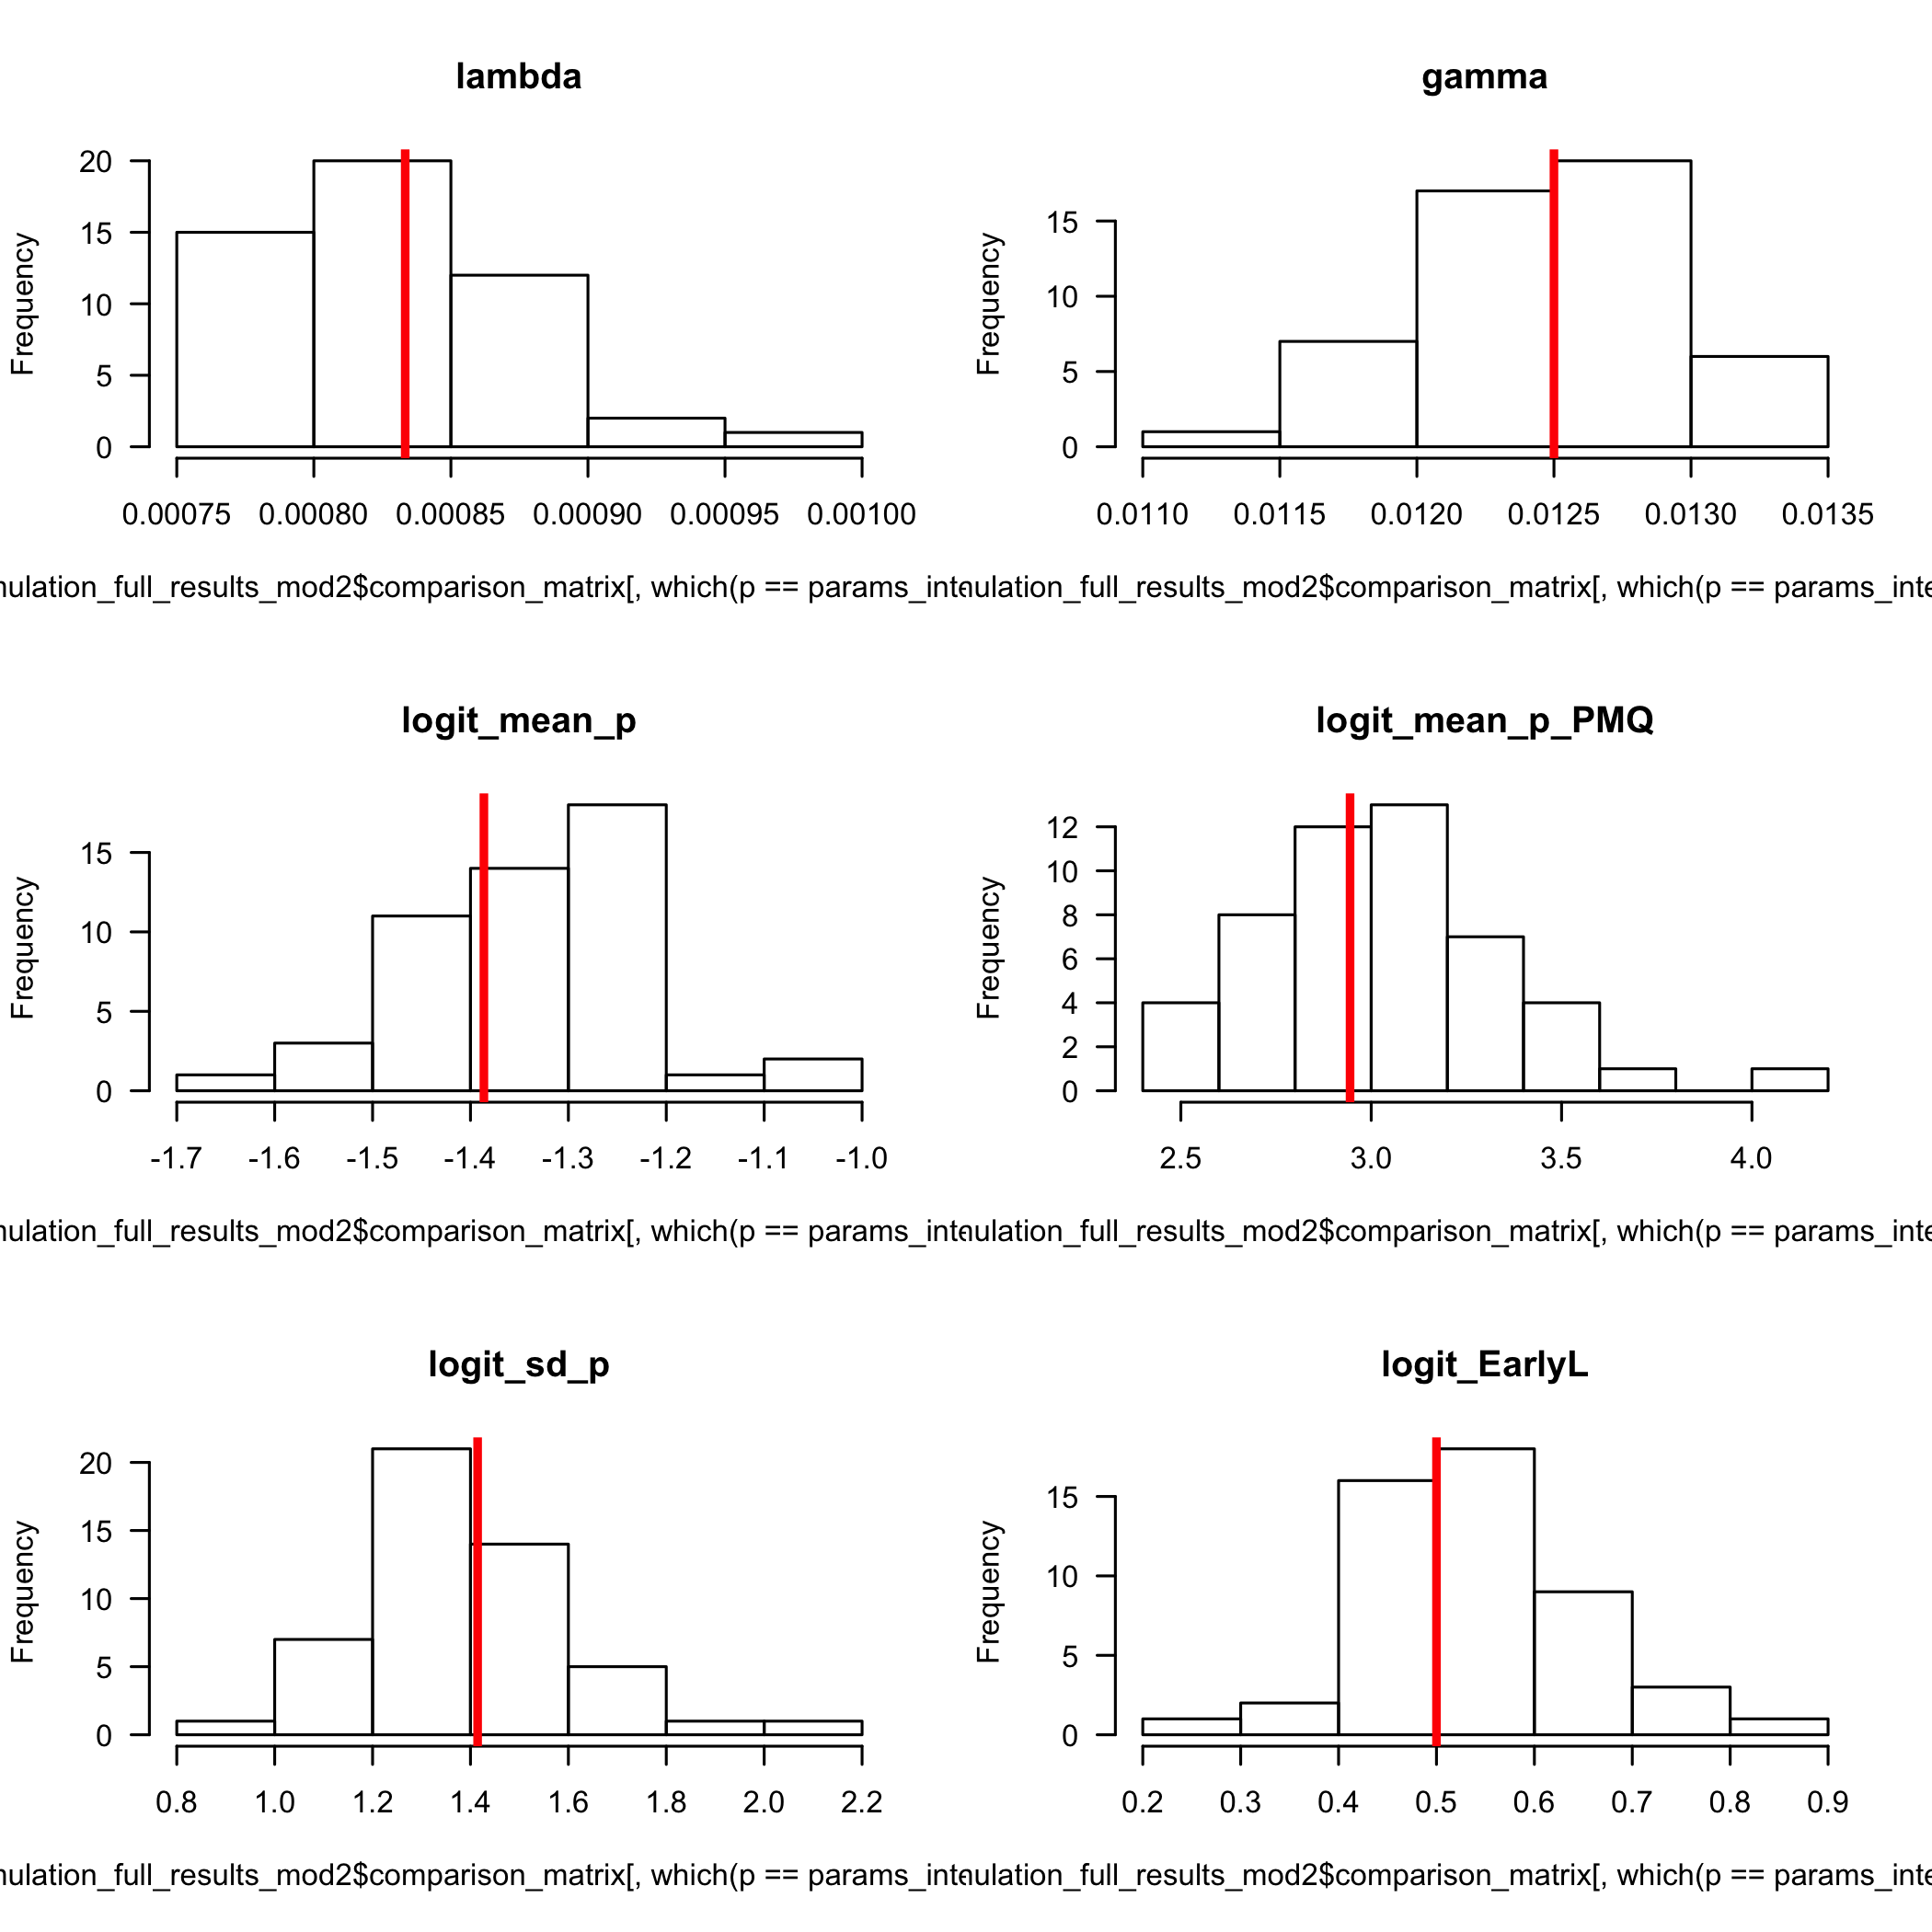 lambda
Frequency
20
15
10
5
0
0.00075 0.00080 0.00085 0.00090 0.00095 0.00100
nulation_full_results_mod2$comparison_matrix[, which(p == params_inte
gamma
Frequency
15
10
5
0
0.0110 0.0115 0.0120 0.0125 0.0130 0.0135
ulation_full_results_mod2$comparison_matrix[, which(p == params_inte
logit_mean_p
Frequency
15
10
5
0
-1.7 -1.6 -1.5 -1.4 -1.3 -1.2 -1.1 -1.0
nulation_full_results_mod2$comparison_matrix[, which(p == params_inte
logit_mean_p_PMQ
Frequency
12
10
8
6
4
2
0
2.5 3.0 3.5 4.0
ulation_full_results_mod2$comparison_matrix[, which(p == params_inte
logit_sd_p
Frequency
20
15
10
5
0
0.8 1.0 1.2 1.4 1.6 1.8 2.0 2.2
nulation_full_results_mod2$comparison_matrix[, which(p == params_inte
logit_EarlyL
Frequency
15
10
5
0
0.2 0.3 0.4 0.5 0.6 0.7 0.8 0.9
ulation_full_results_mod2$comparison_matrix[, which(p == params_inte